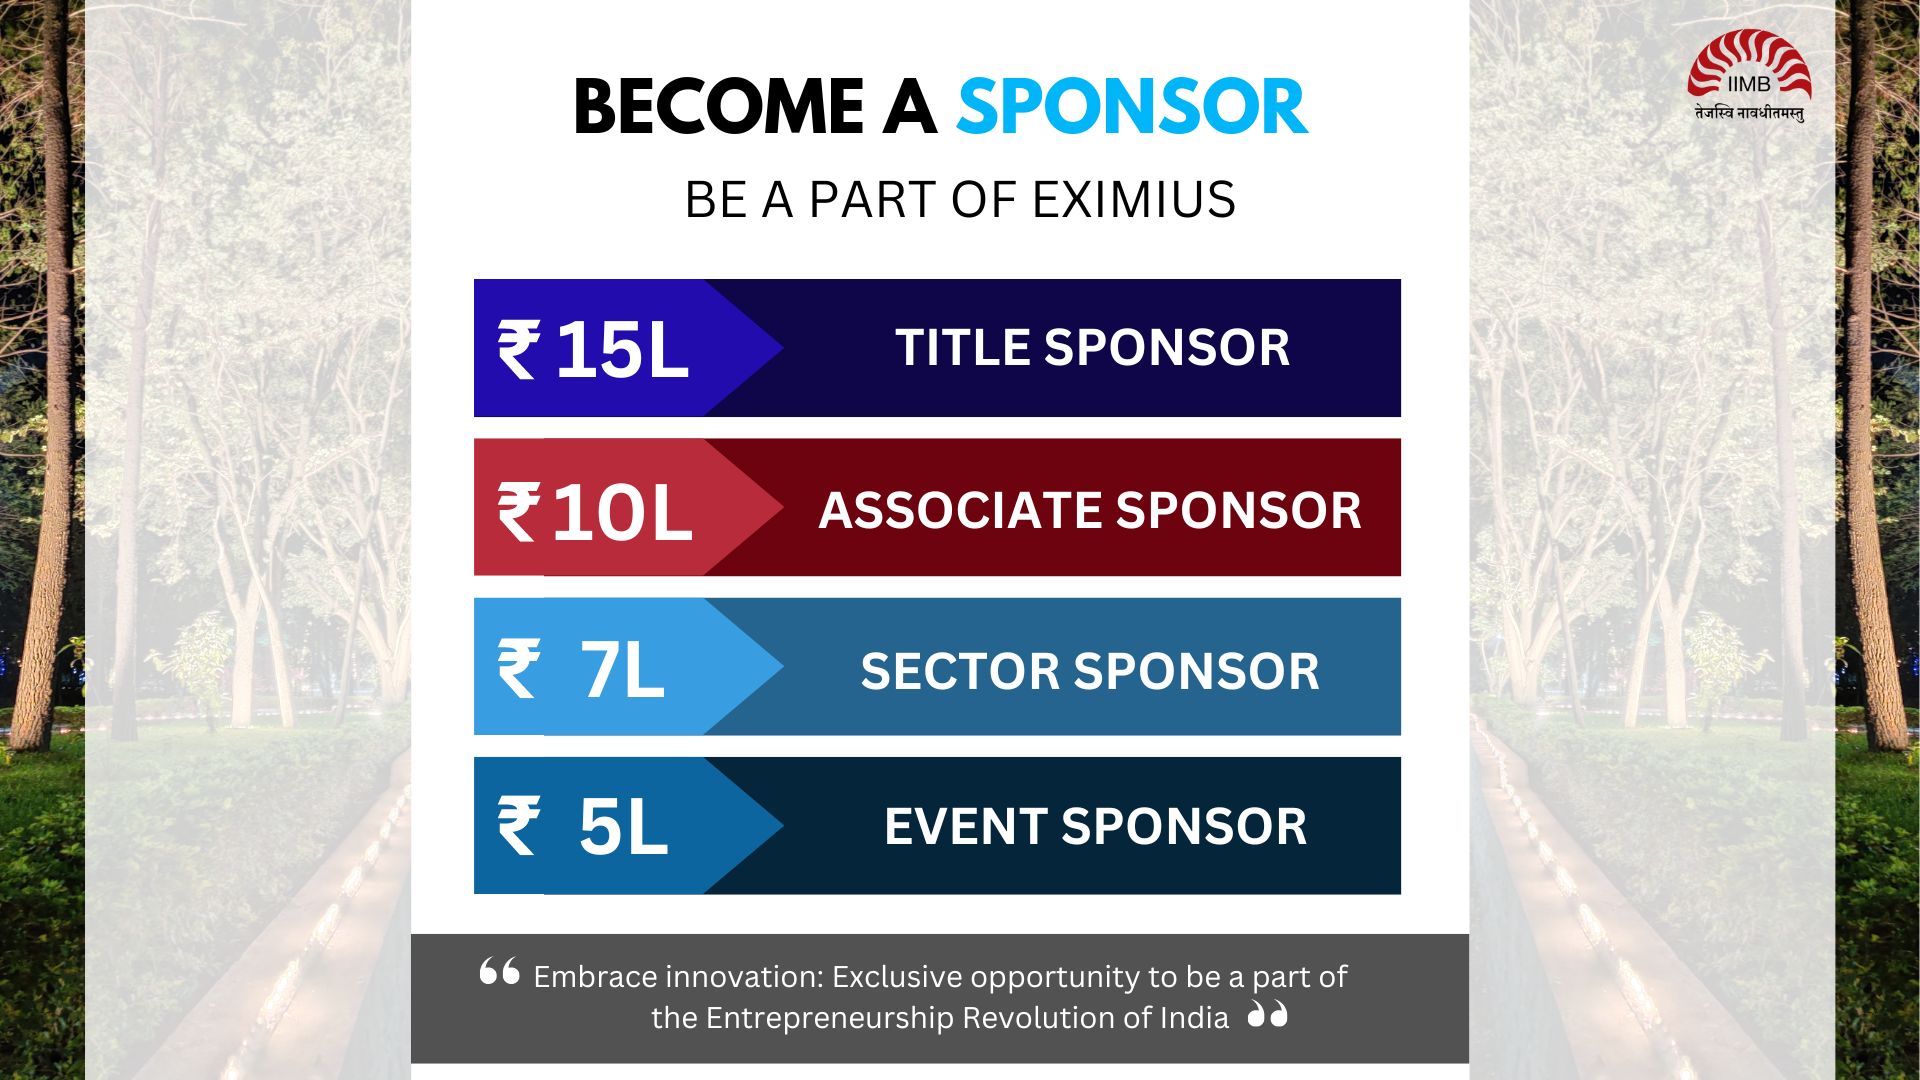 BECOME A SPONSOR
IIMB
तेजस्वि नावधीतमस्तु
BE A PART OF EXIMIUS
₹ 15L TITLE SPONSOR
₹ 10L ASSOCIATE SPONSOR
₹ 7L SECTOR SPONSOR
₹ 5L EVENT SPONSOR
“ Embrace innovation: Exclusive opportunity to be a part of
the Entrepreneurship Revolution of India ”